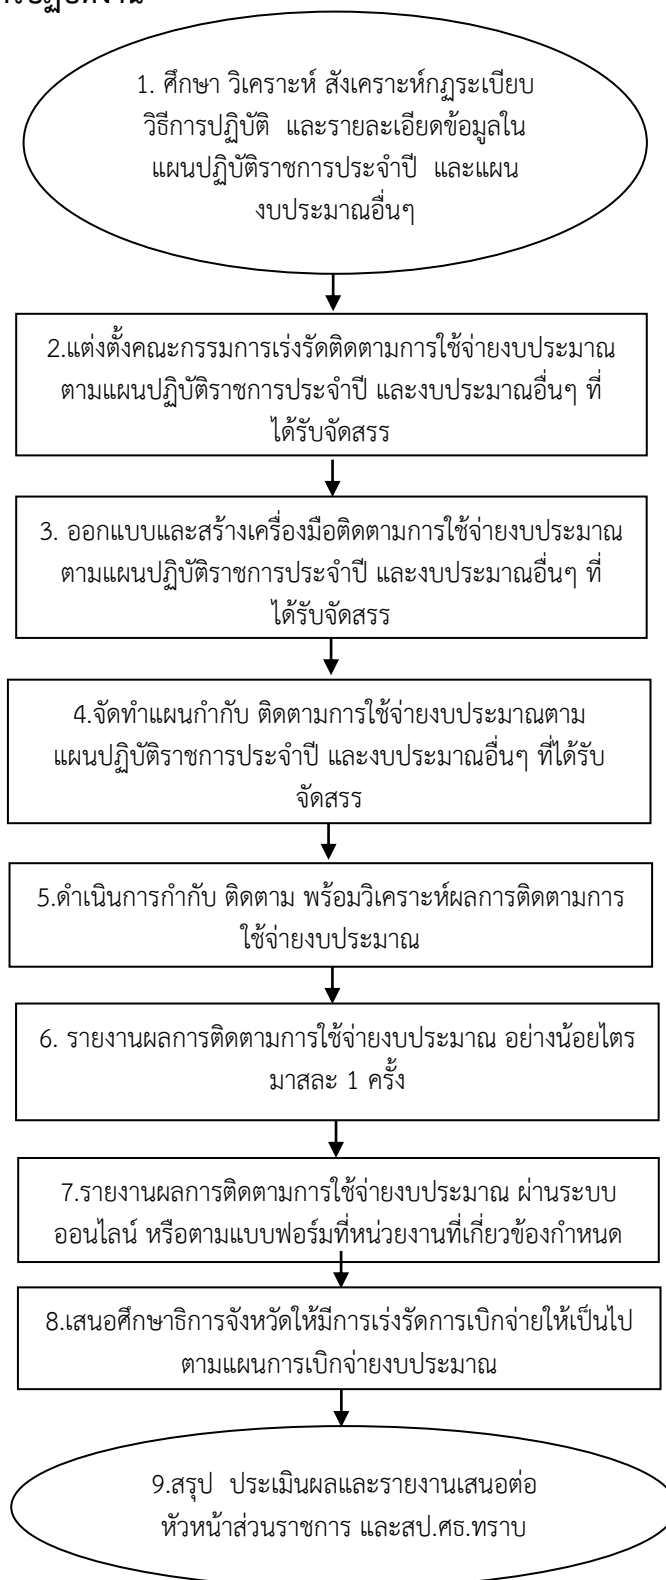 1. ศึกษา วิเคราะห์ สังเคราะห์กฎระเบียบ
วิธีการปฏิบัติ และรายละเอียดข้อมูลใน
แผนปฏิบัติราชการประจำปี และแผน
งบประมาณอื่นๆ
2.แต่งตั้งคณะกรรมการเร่งรัดติดตามการใช้จ่ายงบประมาณ
ตามแผนปฏิบัติราชการประจำปี และงบประมาณอื่นๆ ที่
ได้รับจัดสรร
3. ออกแบบและสร้างเครื่องมือติดตามการใช้จ่ายงบประมาณ
ตามแผนปฏิบัติราชการประจำปี และงบประมาณอื่นๆ ที่
ได้รับจัดสรร
4.จัดทำแผนกำกับ ติดตามการใช้จ่ายงบประมาณตาม
แผนปฏิบัติราชการประจำปี และงบประมาณอื่นๆ ที่ได้รับ
จัดสรร
5.ดำเนินการกำกับ ติดตาม พร้อมวิเคราะห์ผลการติดตามการ
ใช้จ่ายงบประมาณ
6. รายงานผลการติดตามการใช้จ่ายงบประมาณ อย่างน้อยไตร
มาสละ 1 ครั้ง
7.รายงานผลการติดตามการใช้จ่ายงบประมาณ ผ่านระบบ
ออนไลน์ หรือตามแบบฟอร์มที่หน่วยงานที่เกี่ยวข้องกำหนด
8.เสนอศึกษาธิการจังหวัดให้มีการเร่งรัดการเบิกจ่ายให้เป็นไป
ตามแผนการเบิกจ่ายงบประมาณ
9.สรุป ประเมินผลและรายงานเสนอต่อ
หัวหน้าส่วนราชการ และสป.ศธ.ทราบ